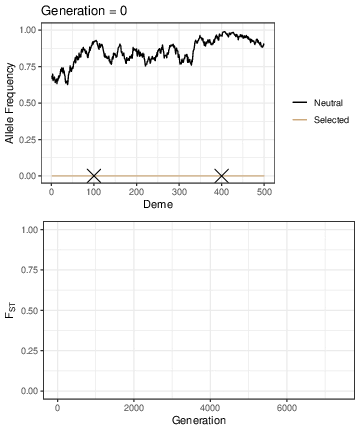 Generation = 0
1.00
0.75
0.50
0.25
0.00
Allele Frequency
0 100 200 300 400 500
Deme
Neutral
Selected
1.00
0.75
0.50
0.25
0.00
FST
0 2000 4000 6000
Generation